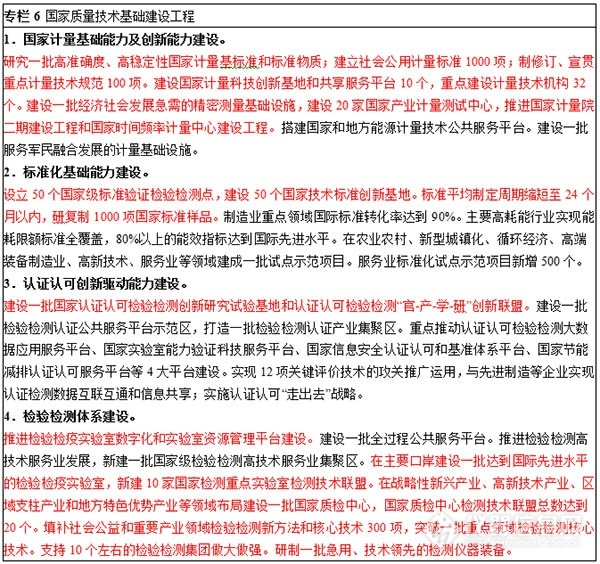 专栏 6 国家质量技术基础建设工程
1．国家计量基础能力及创新能力建设。
研究一批高准确度、高稳定性国家计量基标准和标准物质；建立社会公用计量标准 1000 项；制修订、宣贯
重点计量技术规范 100 项。建设国家计量科技创新基地和共享服务平台 10 个，重点建设计量技术机构 32
个。建设一批经济社会发展急需的精密测量基础设施，建设 20 家国家产业计量测试中心，推进国家计量院
二期建设工程和国家时间频率计量中心建设工程。搭建国家和地方能源计量技术公共服务平台。建设一批
服务军民融合发展的计量基础设施。
2．标准化基础能力建设。
设立 50 个国家级标准验证检验检测点，建设 50 个国家技术标准创新基地。标准平均制定周期缩短至 24 个
月以内，研复制 1000 项国家标准样品。制造业重点领域国际标准转化率达到 90%。主要高耗能行业实现能
耗限额标准全覆盖，80%以上的能效指标达到国际先进水平。在农业农村、新型城镇化、循环经济、高端
装备制造业、高新技术、服务业等领域建成一批试点示范项目。服务业标准化试点示范项目新增 500 个。
3．认证认可创新驱动能力建设。
建设一批国家认证认可检验检测创新研究试验基地和认证认可检验检测“官-产-学-研”创新联盟。建设一批
检验检测认证公共服务平台示范区，打造一批检验检测认证产业集聚区。重点推动认证认可检验检测大数
据应用服务平台、国家实验室能力验证科技服务平台、国家信息安全认证认可和基准体系平台、国家节能
减排认证认可服务平台等 4 大平台建设。实现 12 项关键评价技术的攻关推广运用，与先进制造等企业实现
认证检测数据互联互通和信息共享；实施认证认可“走出去”战略。
4．检验检测体系建设。
推进检验检疫实验室数字化和实验室资源管理平台建设。建设一批全过程公共服务平台。推进检验检测高
技术服务业发展，新建一批国家级检验检测高技术服务业集聚区。在主要口岸建设一批达到国际先进水平
的检验检疫实验室，新建 10 家国家检测重点实验室检测技术联盟。在战略性新兴产业、高新技术产业、区
域支柱产业和地方特色优势产业等领域布局建设一批国家质检中心，国家质检中心检测技术联盟总数达到
20 个。填补社会公益和重要产业领域检验检测新方法和核心技术 300 项，突破一批重大检验检测核心
技术。支持 10 个左右的检验检测集团做大做强。研制一批急用、技术领先的检测仪器装备。